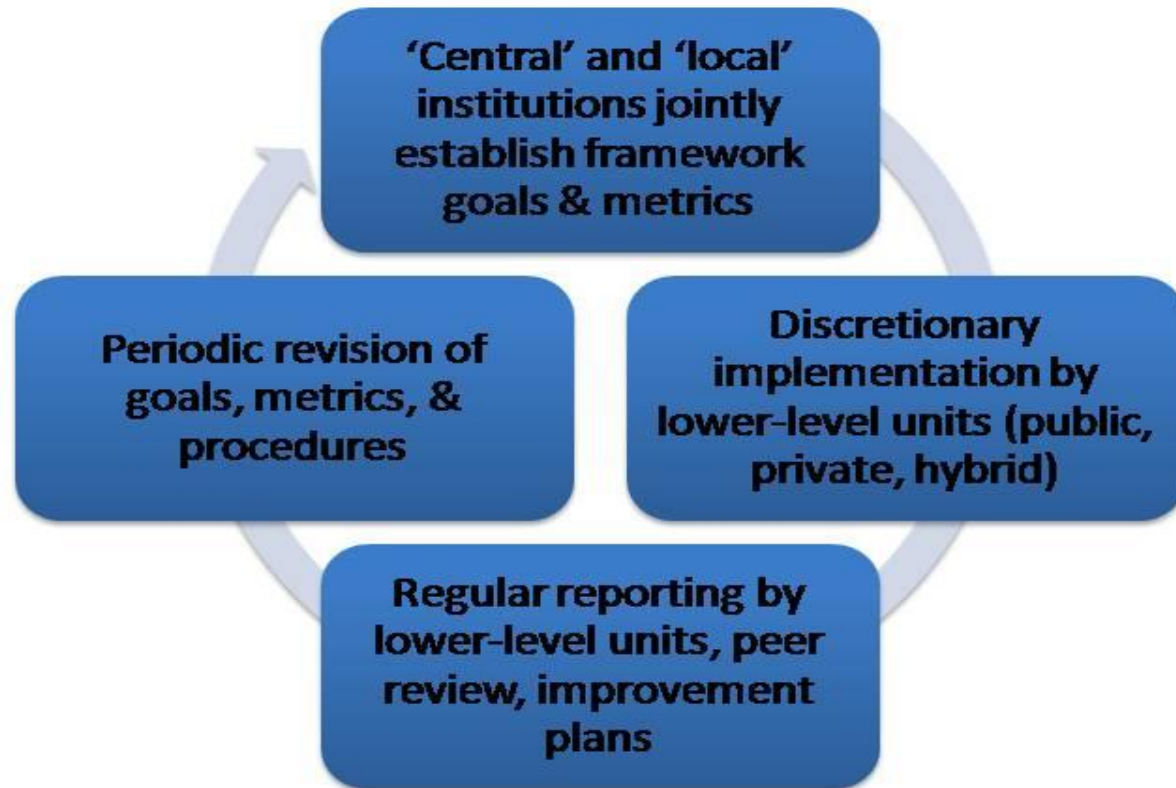 ‘Central’ and ‘local’
institutions jointly
establish framework
goals & metrics
Discretionary
implementation by
lower-level units (public,
private, hybrid)
Regular reporting by
lower-level units, peer
review, improvement
plans
Periodic revision of
goals, metrics, &
procedures